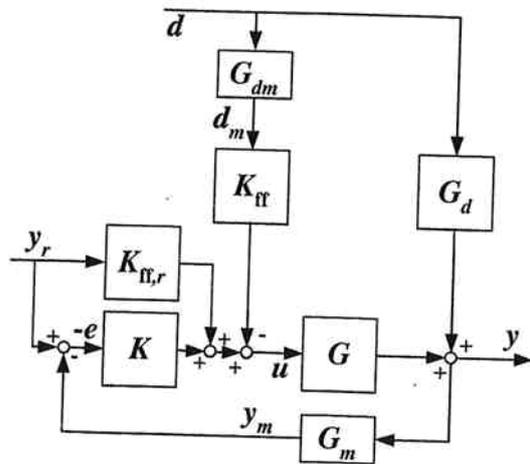 d
G_dm
d_m
K_ff
G_d
y_r
K_ff,r
-
+ -e
-
K
+
+
+
u
G
+
+
y
y_m
G_m